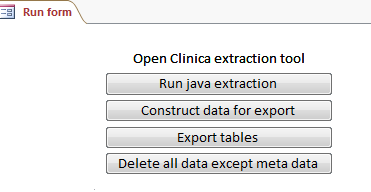 Run form
Open Clinica extraction tool
Run java extraction
Construct data for export
Export tables
Delete all data except meta data